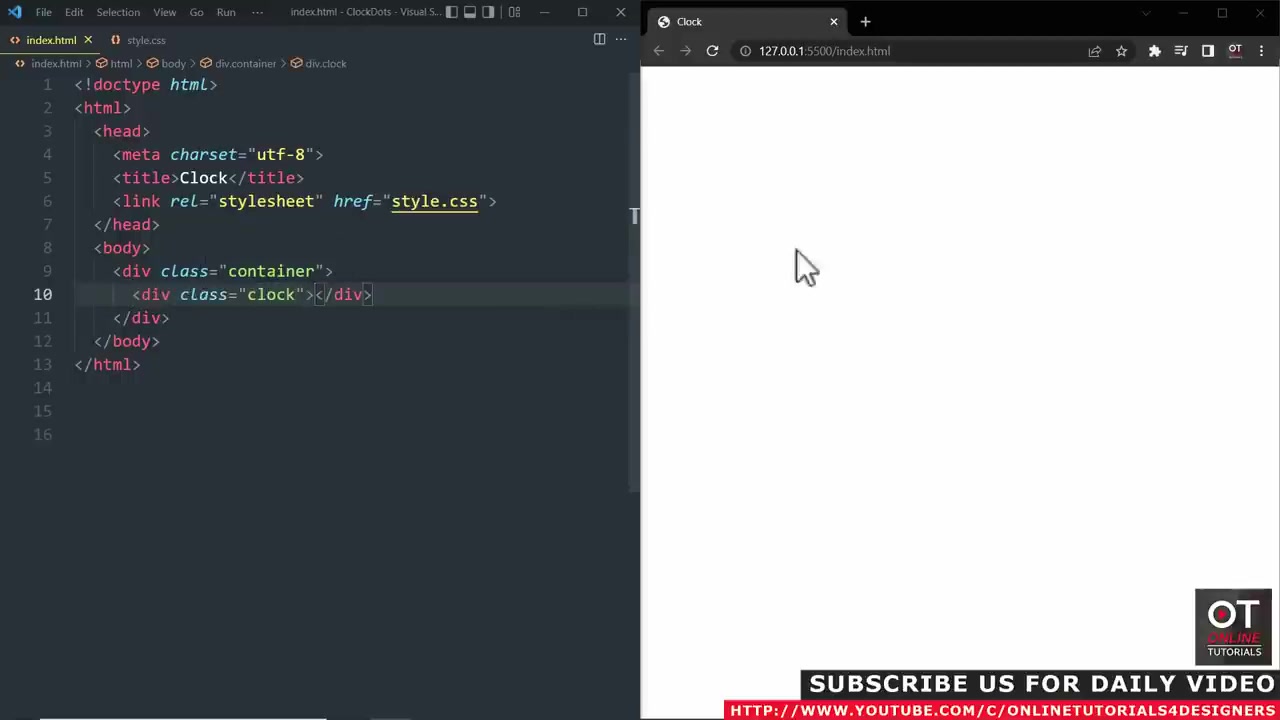 File Edit Selection View Go Run ··· index.html - ClockDots - Visual S...
index.html style.css
index.html > html > body > div.container > div.clock
1 <!doctype html>
2 <html>
3 <head>
4 <meta charset="utf-8">
5 <title>Clock</title>
6 <link rel="stylesheet" href="style.css">
7 </head>
8 <body>
9 <div class="container">
10 <div class="clock"></div>
11 </div>
12 </body>
13 </html>
14
15
16
Clock
127.0.0.1:5500/index.html
OT
T
OT
ONLINE
TUTORIALS
SUBSCRIBE US FOR DAILY VIDEO
HTTP://WWW.YOUTUBE.COM/C/ONLINETUTORIALS4DESIGNERS